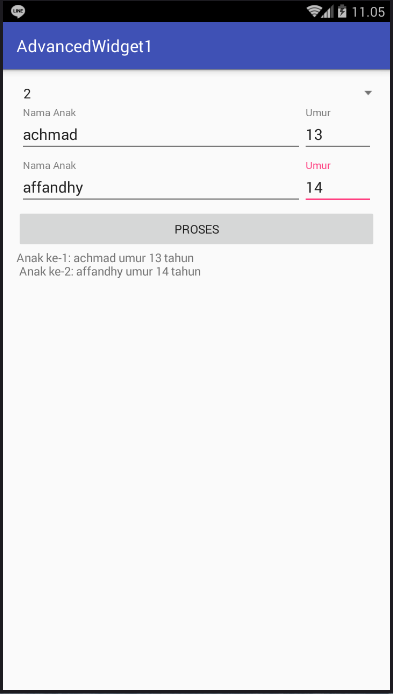 LINE 11.05
AdvancedWidget1
2
Nama Anak Umur
achmad 13
Nama Anak Umur
affandhy 14
PROSES
Anak ke-1: achmad umur 13 tahun
Anak ke-2: affandhy umur 14 tahun